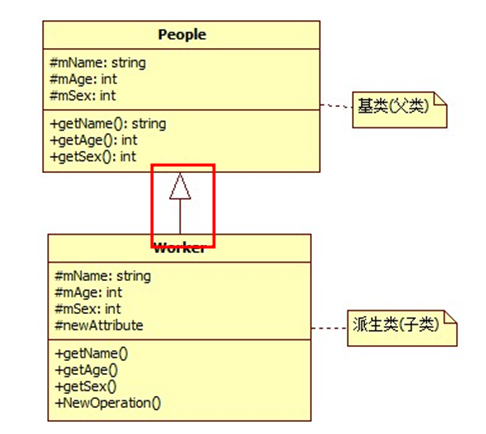 People
#mName: string
#mAge: int
#mSex: int
基类(父类)
+getName(): string
+getAge(): int
+getSex(): int
Worker
#mName: string
#mAge: int
#mSex: int
#newAttribute
派生类(子类)
+getName()
+getAge()
+getSex()
+NewOperation()